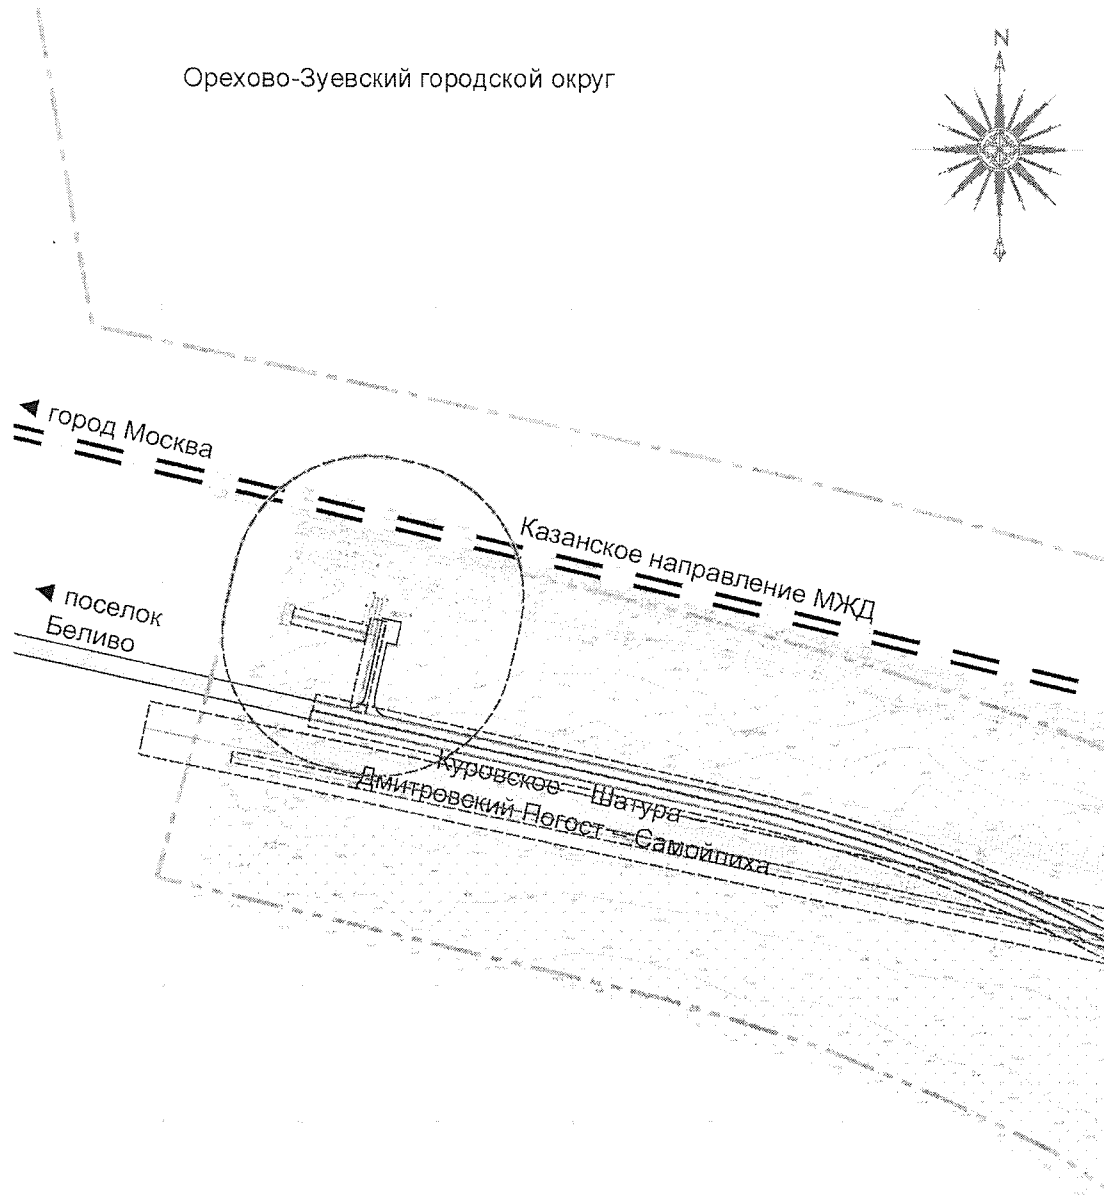 N
Орехово-Зуевский городской округ
город Москва
Казанское направление МЖД
поселок
Беливо
Куровское - Шатура -
Дмитровский Погост - Самойлиха